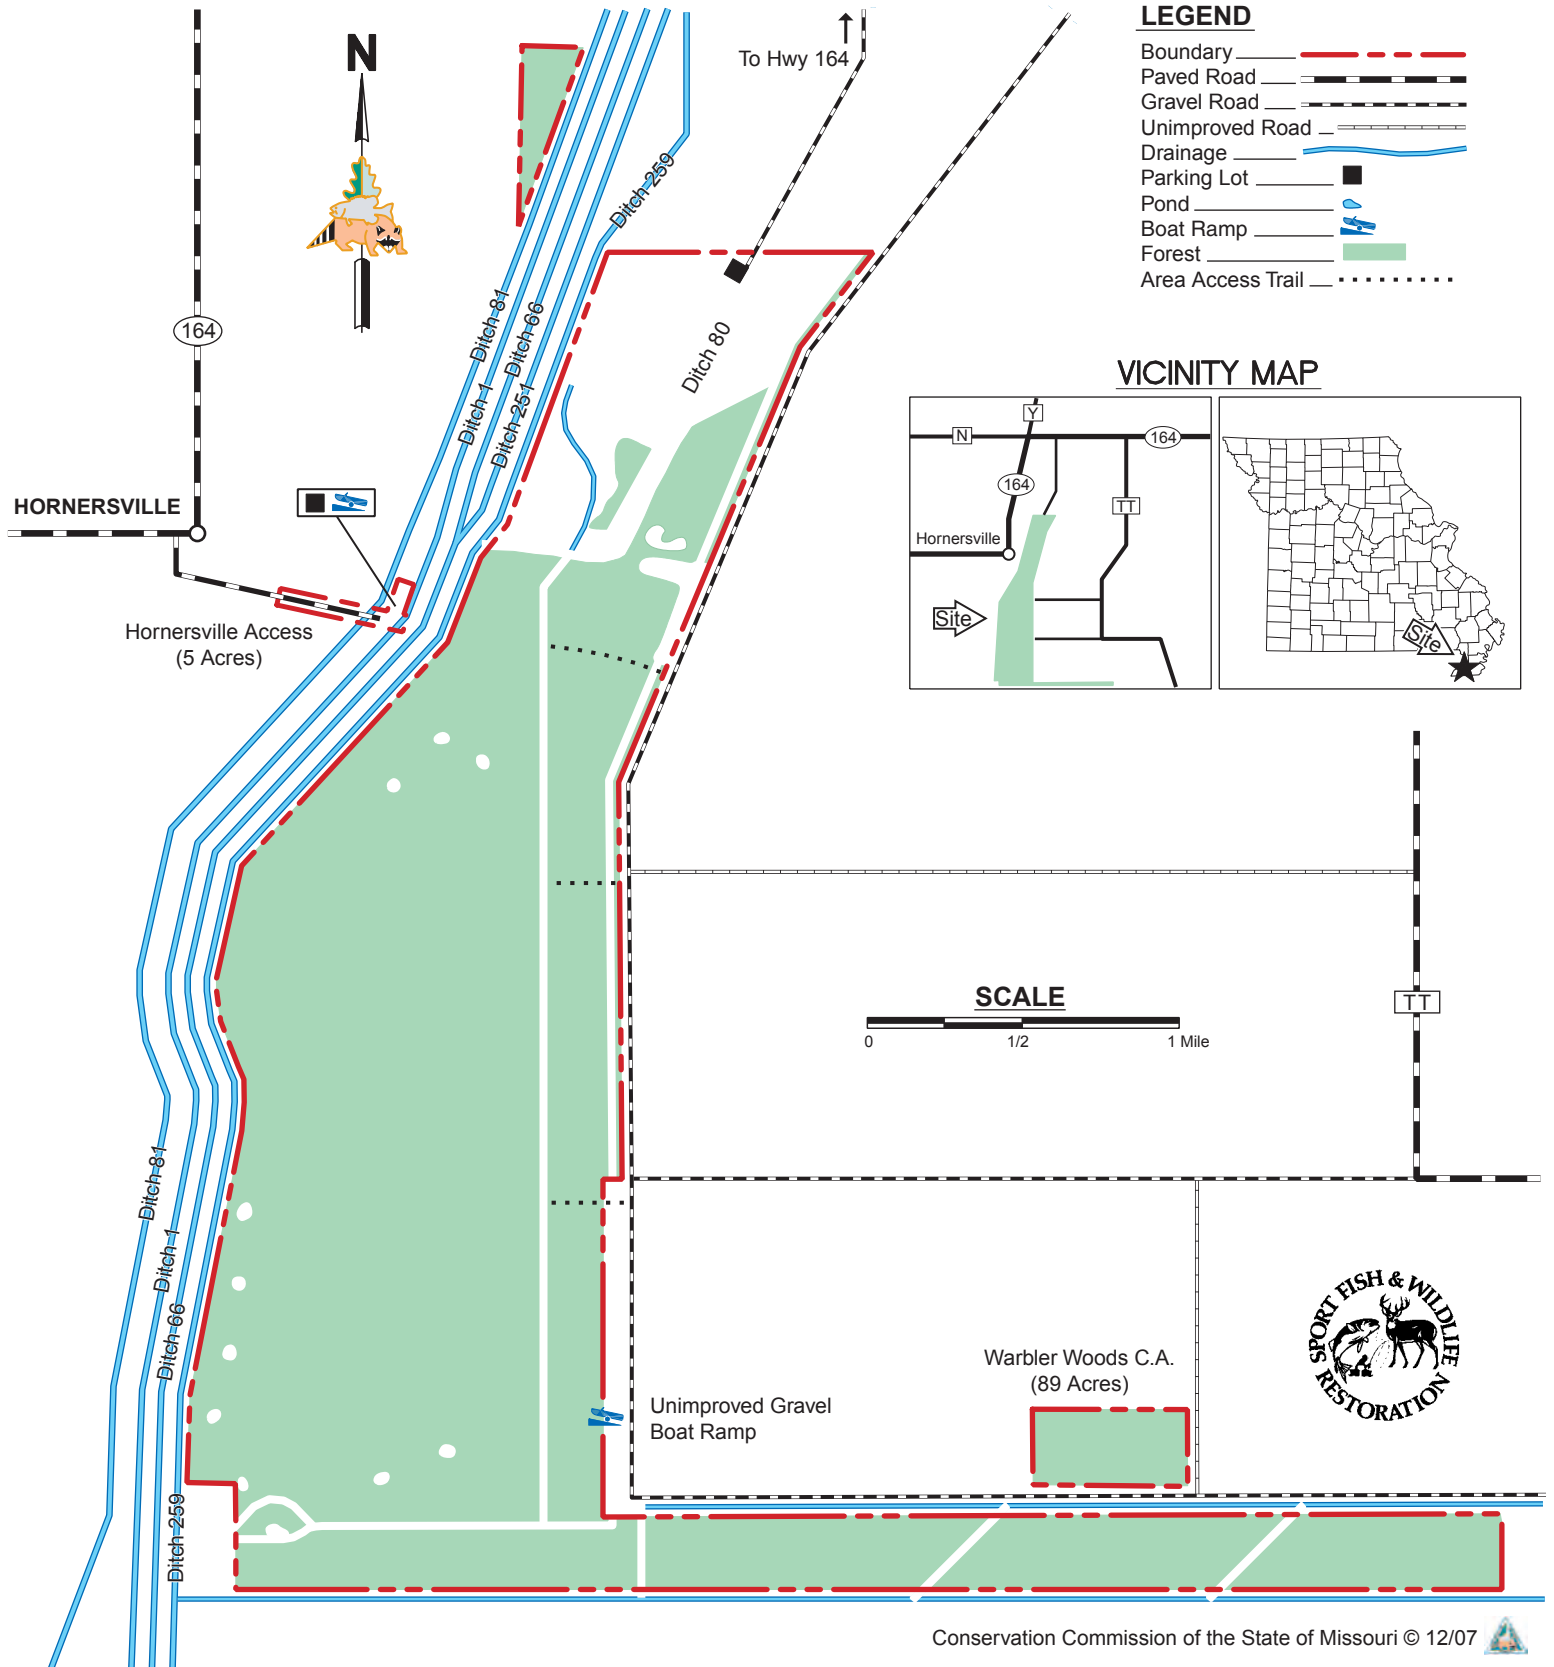 LEGEND
Boundary
Paved Road
Gravel Road
Unimproved Road
Drainage
Parking Lot
Pond
Boat Ramp
Forest
Area Access Trail
N
To Hwy 164
Ditch 259
164
Ditch 81
Ditch 66
Ditch 1
Ditch 251
Ditch 80
HORNERSVILLE
Hornersville Access
(5 Acres)
VICINITY MAP
Y
N
164
164
TT
Hornersville
Site
Site
SCALE
0
1/2
1 Mile
TT
Ditch 81
Ditch 1
Ditch 66
Ditch 259
Unimproved Gravel
Boat Ramp
Warbler Woods C.A.
(89 Acres)
SPORT FISH & WILDLIFE
RESTORATION
Conservation Commission of the State of Missouri © 12/07